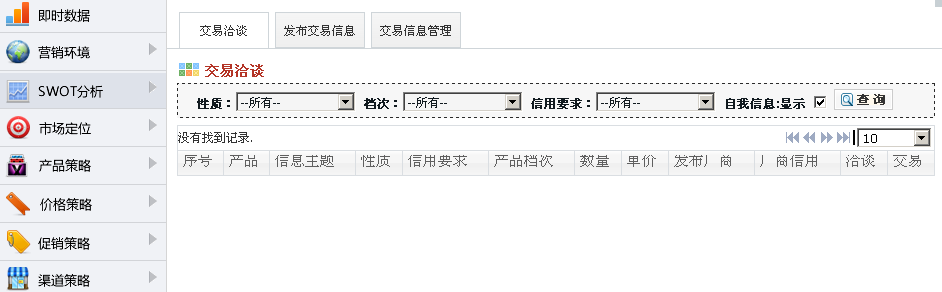 即时数据
营销环境
SWOT分析
市场定位
产品策略
价格策略
促销策略
渠道策略
交易洽谈 发布交易信息 交易信息管理
交易洽谈
性质： --所有-- 档次： --所有-- 信用要求： --所有-- 自我信息:显示 查 询
没有找到记录. 10
序号 产品 信息主题 性质 信用要求 产品档次 数量 单价 发布厂商 厂商信用 洽谈 交易